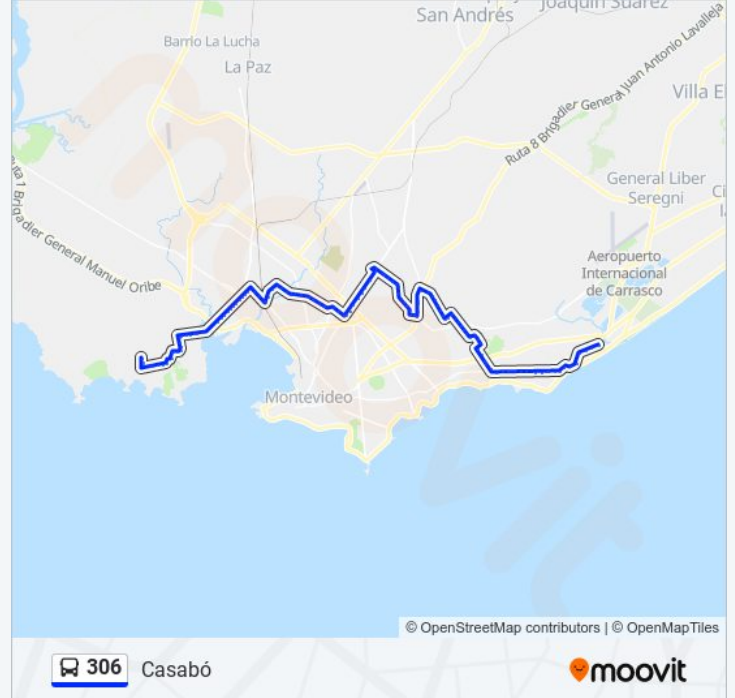 San Andrés
Joaquín Suárez
Barrio La Lucha
La Paz
Ruta 8 Brigadier General Juan Antonio Lavalleja
Villa E
General Liber
Seregni
Ci
Ruta 1 Brigadier General Manuel Oribe
Aeropuerto
Internacional
de Carrasco
Montevideo
© OpenStreetMap contributors | © OpenMapTiles
306 Casabó
moovit